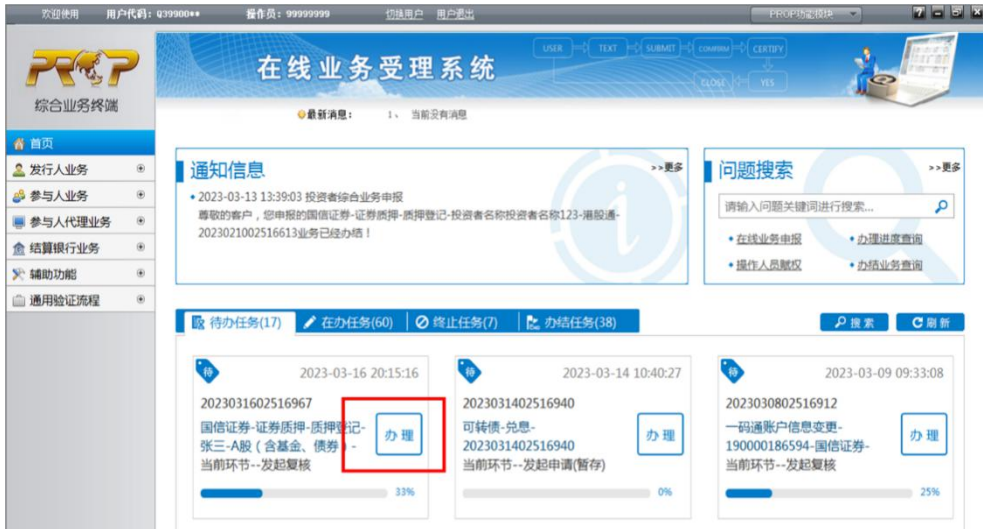 欢迎使用 用户代码：Q39900** 操作员：99999999 切换用户 用户退出 PROP功能模块
PROP
综合业务终端
在线业务受理系统
USER TEXT SUBMIT CONFIRM CERTIFY
CLOSE YES
最新消息： 1、 当前没有消息
首页
发行人业务
参与人业务
参与人代理业务
结算银行业务
辅助功能
通用验证流程
通知信息 >>更多
• 2023-03-13 13:39:03 投资者综合业务申报
尊敬的客户，您申报的国信证券-证券质押-质押登记-投资者名称投资者名称123-港股通-
2023021002516613业务已经办结！
问题搜索 >>更多
请输入问题关键词进行搜索...
• 在线业务申报 • 办理进度查询
• 操作人员赋权 • 办结业务查询
待办任务(17) 在办任务(60) 终止任务(7) 办结任务(38) 搜索 刷新
待 2023-03-16 20:15:16
2023031602516967
国信证券-证券质押-质押登记-
张三-A股（含基金、债券）-
当前环节--发起复核
办理
33%
待 2023-03-14 10:40:27
2023031402516940
可转债-兑息-
2023031402516940
当前环节--发起申请(暂存)
办理
0%
待 2023-03-09 09:33:08
2023030802516912
一码通账户信息变更-
190000186594-国信证券-
当前环节--发起复核
办理
25%